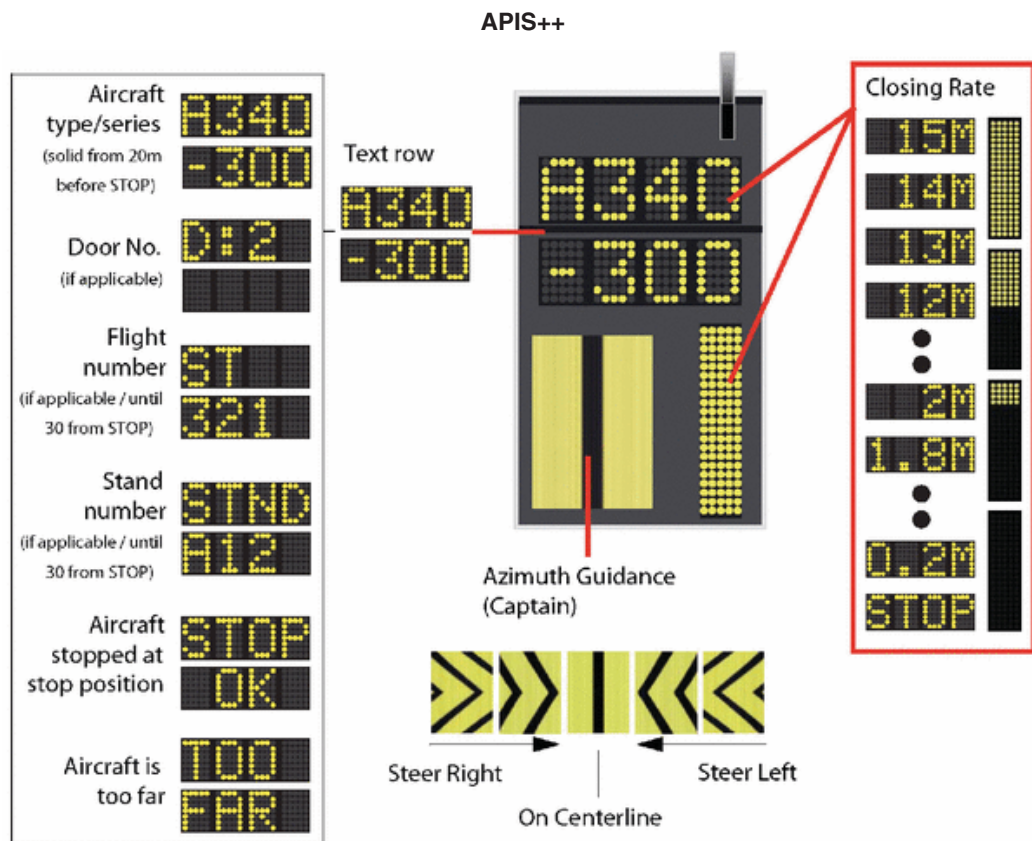 APIS++
Aircraft
type/series
(solid from 20m
before STOP)
A340
-300
Door No.
(if applicable)
D:2
Flight
number
(if applicable / until
30 from STOP)
ST
321
Stand
number
(if applicable / until
30 from STOP)
STND
A12
Aircraft
stopped at
stop position
STOP
OK
Aircraft is
too far
TOO
FAR
Text row
A340
-300
A340
-300
Azimuth Guidance
(Captain)
Steer Right
Steer Left
On Centerline
Closing Rate
15M
14M
13M
12M
2M
1.8M
0.2M
STOP